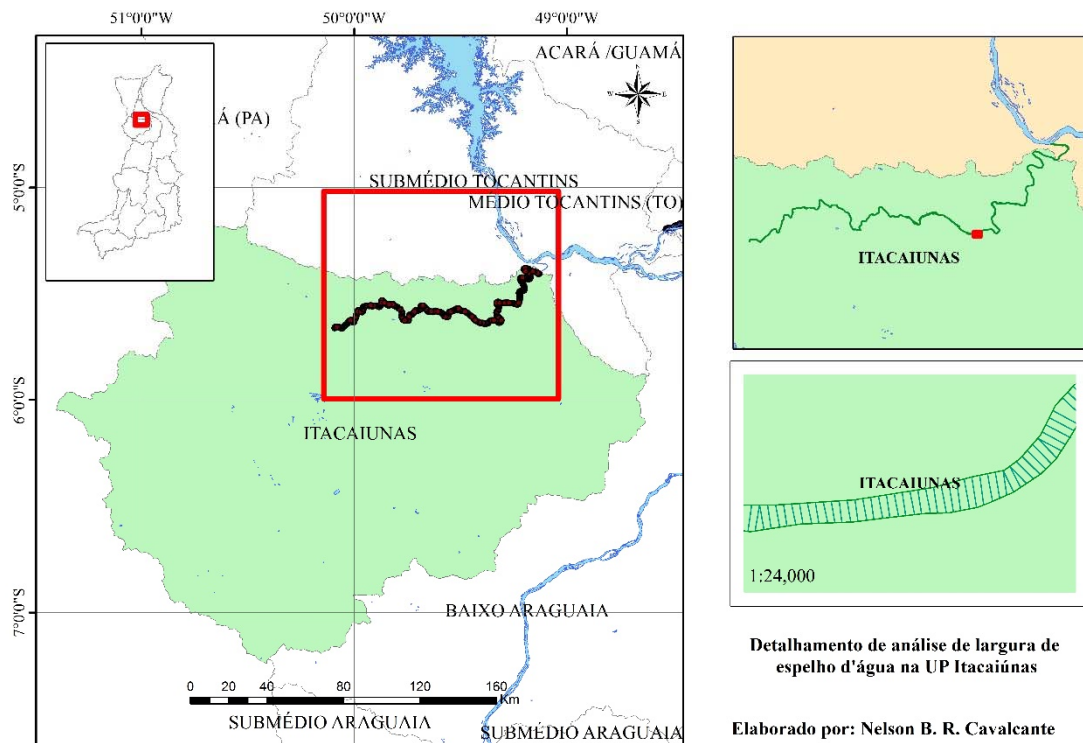 51°0'0"W
50°0'0"W
49°0'0"W
ACARÁ /GUAMÁ
N
W
E
S
Á (PA)
5°0'0"S
SUBMÉDIO TOCANTINS
MÉDIO TOCANTINS (TO)
6°0'0"S
ITACAIUNAS
7°0'0"S
BAIXO ARAGUAIA
0 20 40 80 120 160
Km
SUBMÉDIO ARAGUAIA
SUBMÉDIO ARAGUAIA
ITACAIUNAS
ITACAIUNAS
1:24,000
Detalhamento de análise de largura de
espelho d'água na UP Itacaiúnas
Elaborado por: Nelson B. R. Cavalcante